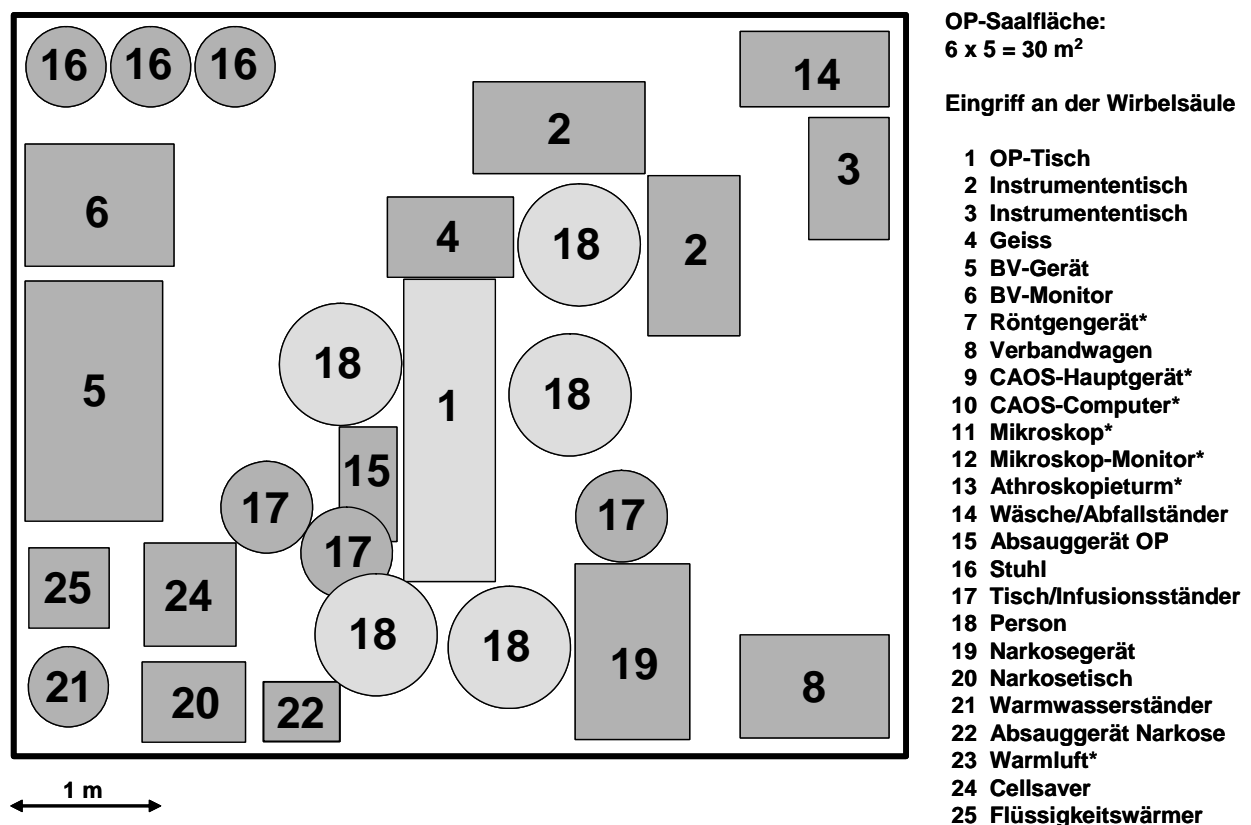 16 16 16
14
2
3
6
4
18
2
5
18
1
18
15
17
17
17
25
24
18
18
19
21
20
22
8
1 m
OP-Saalfläche:
6 x 5 = 30 m²
Eingriff an der Wirbelsäule
1 OP-Tisch
2 Instrumententisch
3 Instrumententisch
4 Geiss
5 BV-Gerät
6 BV-Monitor
7 Röntgengerät*
8 Verbandwagen
9 CAOS-Hauptgerät*
10 CAOS-Computer*
11 Mikroskop*
12 Mikroskop-Monitor*
13 Athroskopieturm*
14 Wäsche/Abfallständer
15 Absauggerät OP
16 Stuhl
17 Tisch/Infusionsständer
18 Person
19 Narkosegerät
20 Narkosetisch
21 Warmwasserständer
22 Absauggerät Narkose
23 Warmluft*
24 Cellsaver
25 Flüssigkeitswärmer